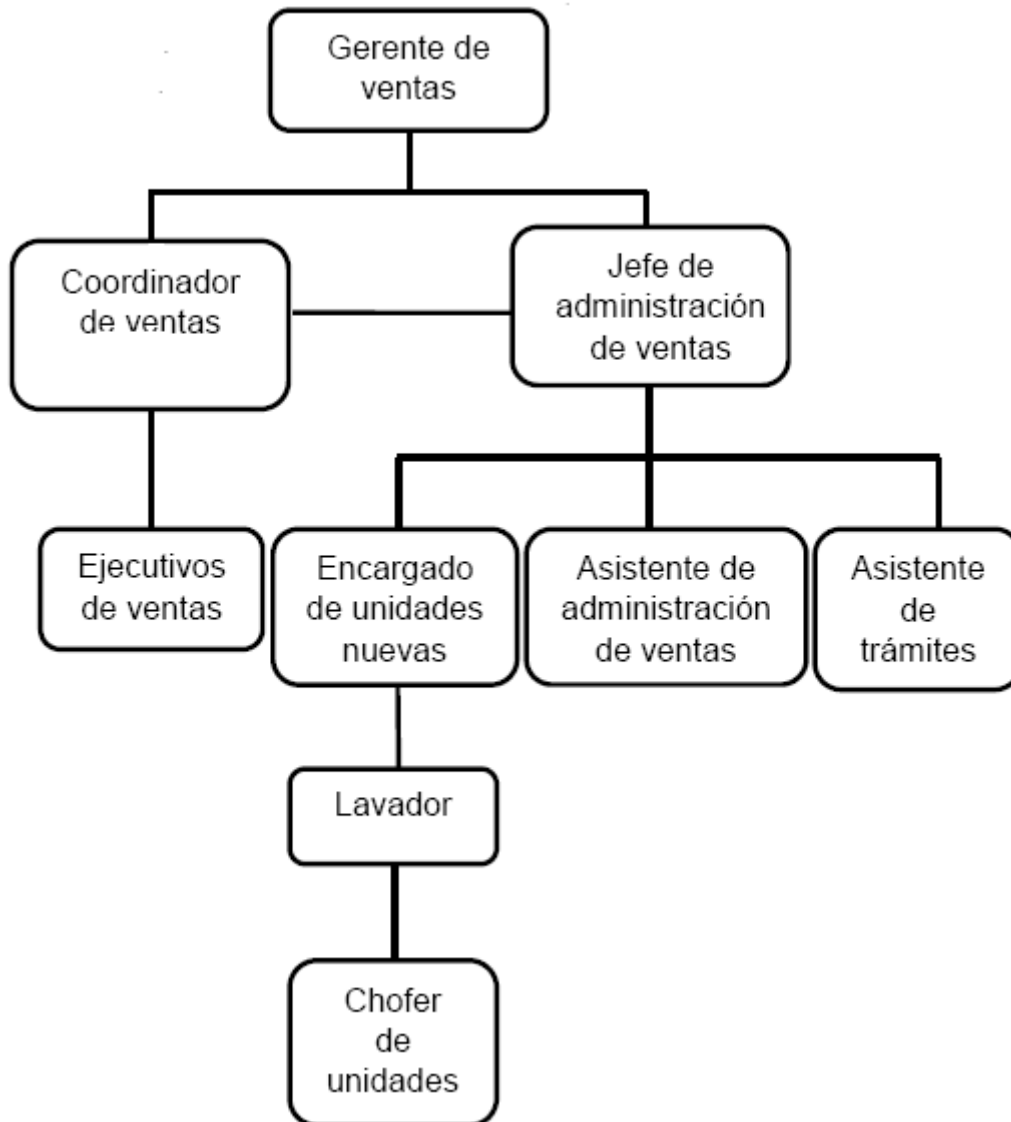 Gerente de
ventas
Coordinador
de ventas
Jefe de
administración
de ventas
Ejecutivos
de ventas
Encargado
de unidades
nuevas
Asistente de
administración
de ventas
Asistente
de
trámites
Lavador
Chofer
de
unidades